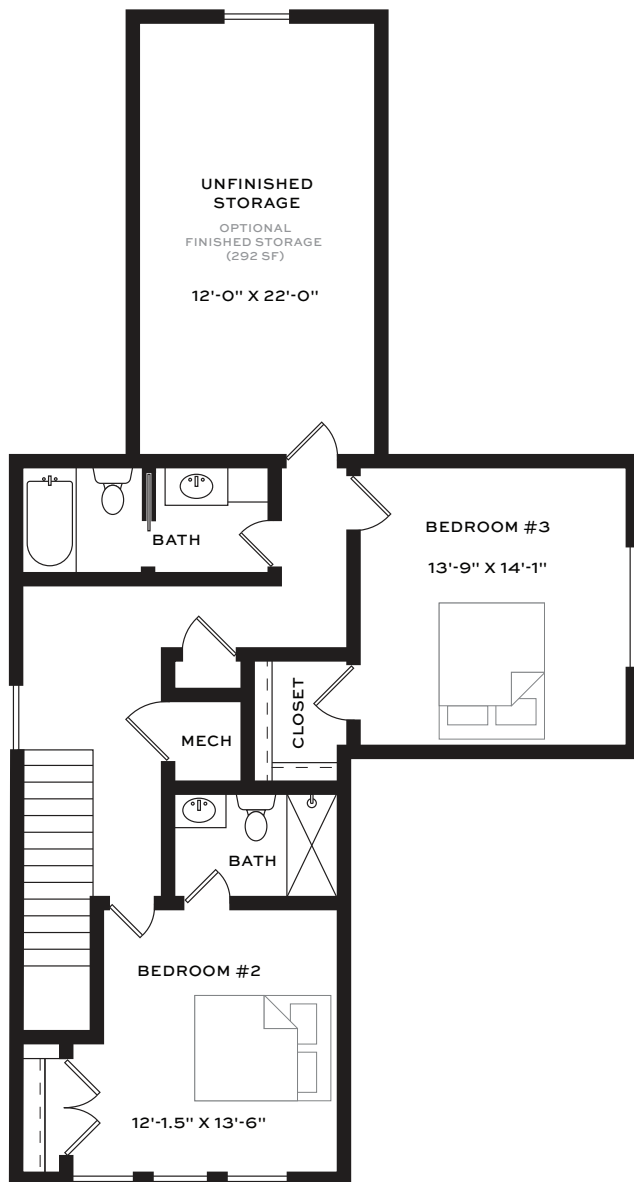 UNFINISHED
STORAGE
OPTIONAL
FINISHED STORAGE
(292 SF)
12'-0" X 22'-0"
BATH
BEDROOM #3
13'-9" X 14'-1"
CLOSET
MECH
BATH
BEDROOM #2
12'-1.5" X 13'-6"